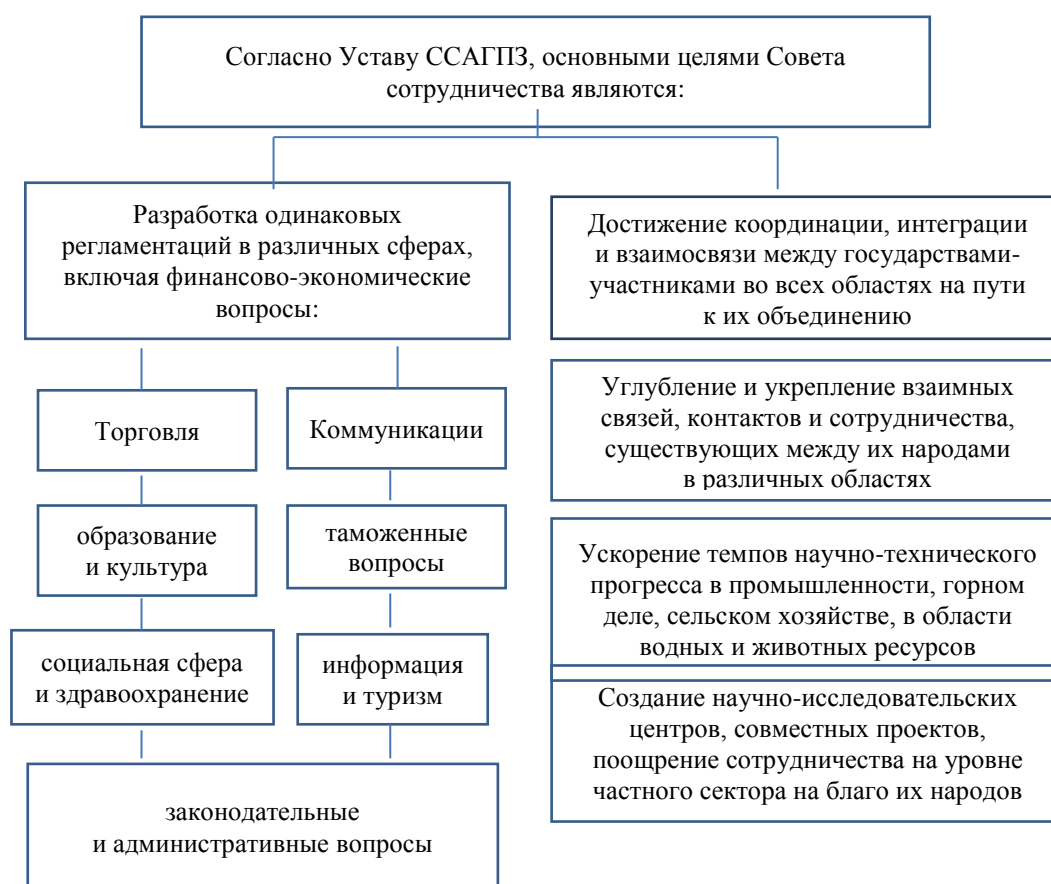 Согласно Уставу ССАГПЗ, основными целями Совета
сотрудничества являются:
Разработка одинаковых
регламентаций в различных сферах,
включая финансово-экономические
вопросы:
Торговля
Коммуникации
образование
и культура
таможенные
вопросы
социальная сфера
и здравоохранение
информация
и туризм
законодательные
и административные вопросы
Достижение координации, интеграции
и взаимосвязи между государствами-
участниками во всех областях на пути
к их объединению
Углубление и укрепление взаимных
связей, контактов и сотрудничества,
существующих между их народами
в различных областях
Ускорение темпов научно-технического
прогресса в промышленности, горном
деле, сельском хозяйстве, в области
водных и животных ресурсов
Создание научно-исследовательских
центров, совместных проектов,
поощрение сотрудничества на уровне
частного сектора на благо их народов